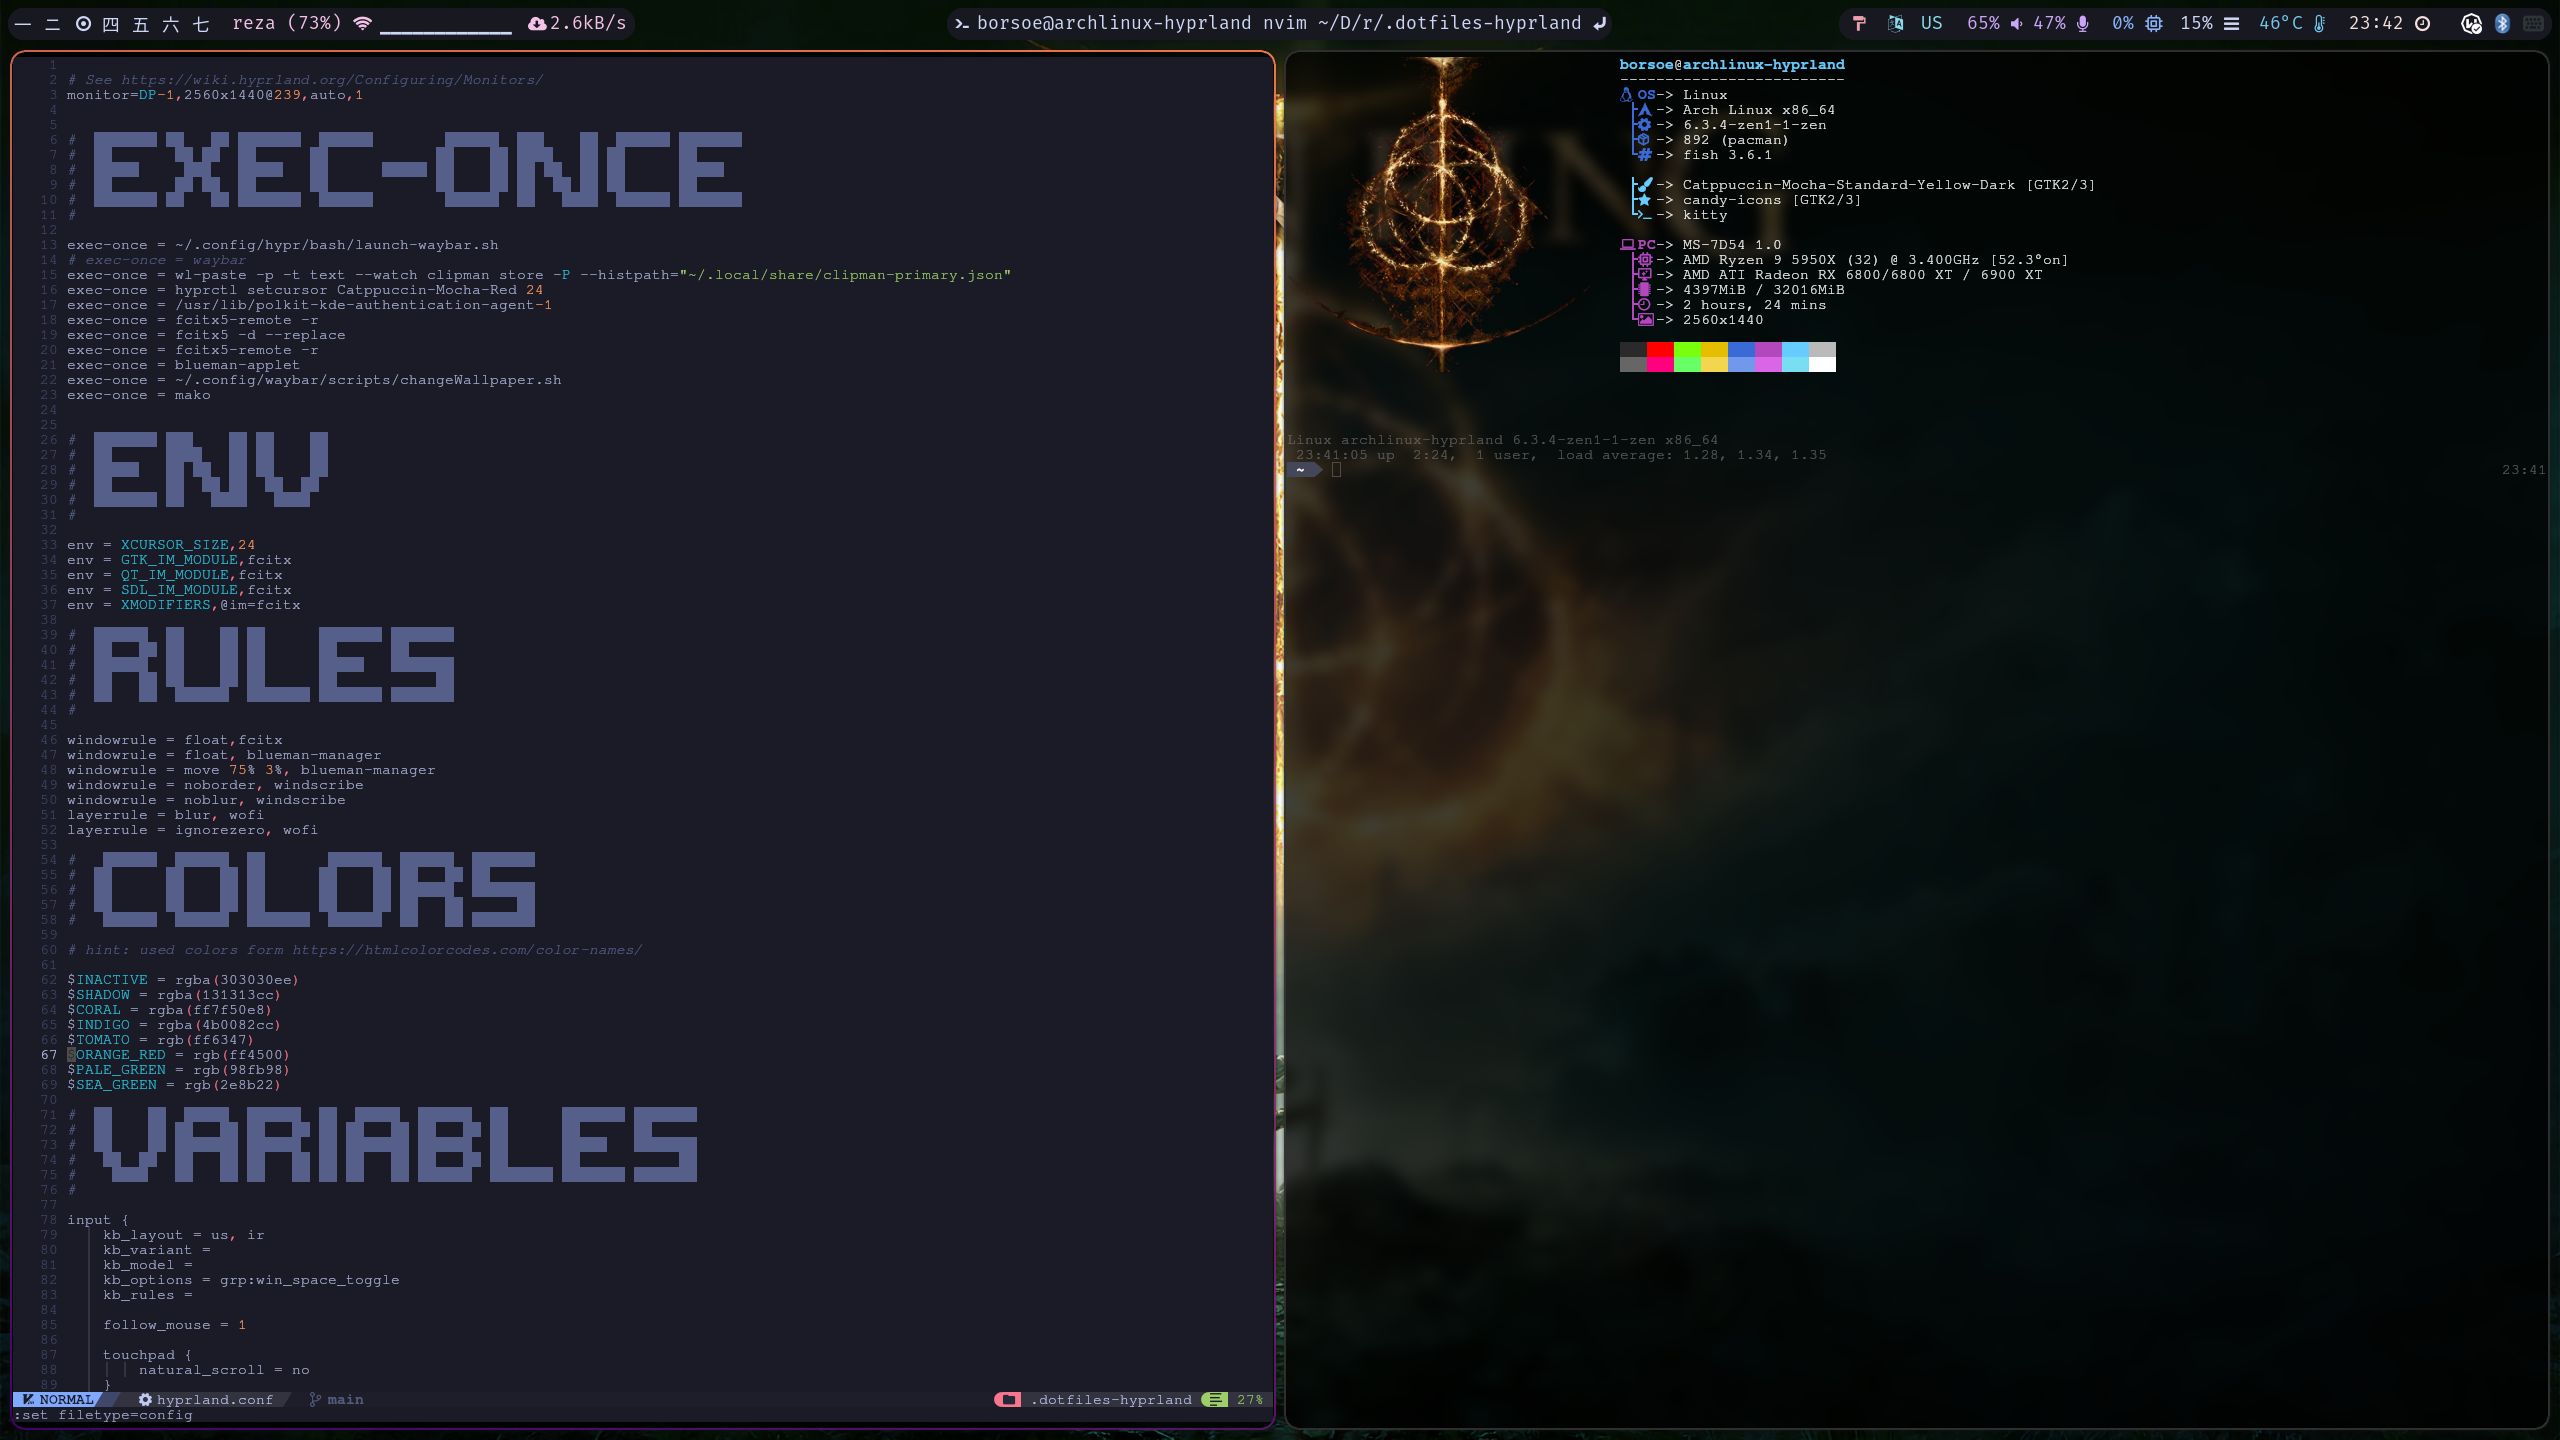 一 二 四 五 六 七 reza (73%) 2.6kB/s
borsoe@archlinux-hyprland nvim ~/D/r/.dotfiles-hyprland
US 65% 47% 0% 15% 46°C 23:42
1
2 # See https://wiki.hyprland.org/Configuring/Monitors/
3 monitor=DP-1,2560x1440@239,auto,1
4
5
6 #
7 #
8 # EXEC-ONCE
9 #
10 #
11 #
12
13 exec-once = ~/.config/hypr/bash/launch-waybar.sh
14 # exec-once = waybar
15 exec-once = wl-paste -p -t text --watch clipman store -P --histpath="~/.local/share/clipman-primary.json"
16 exec-once = hyprctl setcursor Catppuccin-Mocha-Red 24
17 exec-once = /usr/lib/polkit-kde-authentication-agent-1
18 exec-once = fcitx5-remote -r
19 exec-once = fcitx5 -d --replace
20 exec-once = fcitx5-remote -r
21 exec-once = blueman-applet
22 exec-once = ~/.config/waybar/scripts/changeWallpaper.sh
23 exec-once = mako
24
25
26 #
27 #
28 # ENV
29 #
30 #
31 #
32
33 env = XCURSOR_SIZE,24
34 env = GTK_IM_MODULE,fcitx
35 env = QT_IM_MODULE,fcitx
36 env = SDL_IM_MODULE,fcitx
37 env = XMODIFIERS,@im=fcitx
38
39 #
40 #
41 # RULES
42 #
43 #
44 #
45
46 windowrule = float,fcitx
47 windowrule = float, blueman-manager
48 windowrule = move 75% 3%, blueman-manager
49 windowrule = noborder, windscribe
50 windowrule = noblur, windscribe
51 layerrule = blur, wofi
52 layerrule = ignorezero, wofi
53
54 #
55 #
56 # COLORS
57 #
58 #
59
60 # hint: used colors form https://htmlcolorcodes.com/color-names/
61
62 $INACTIVE = rgba(303030ee)
63 $SHADOW = rgba(131313cc)
64 $CORAL = rgba(ff7f50e8)
65 $INDIGO = rgba(4b0082cc)
66 $TOMATO = rgb(ff6347)
67 $ORANGE_RED = rgb(ff4500)
68 $PALE_GREEN = rgb(98fb98)
69 $SEA_GREEN = rgb(2e8b22)
70
71 #
72 #
73 # VARIABLES
74 #
75 #
76 #
77
78 input {
79 kb_layout = us, ir
80 kb_variant =
81 kb_model =
82 kb_options = grp:win_space_toggle
83 kb_rules =
84
85 follow_mouse = 1
86
87 touchpad {
88 natural_scroll = no
89 }
NORMAL hyprland.conf main .dotfiles-hyprland 27%
:set filetype=config
borsoe@archlinux-hyprland
-------------------------
OS-> Linux
-> Arch Linux x86_64
-> 6.3.4-zen1-1-zen
-> 892 (pacman)
-> fish 3.6.1
-> Catppuccin-Mocha-Standard-Yellow-Dark [GTK2/3]
-> candy-icons [GTK2/3]
-> kitty
PC-> MS-7D54 1.0
-> AMD Ryzen 9 5950X (32) @ 3.400GHz [52.3°on]
-> AMD ATI Radeon RX 6800/6800 XT / 6900 XT
-> 4397MiB / 32016MiB
-> 2 hours, 24 mins
-> 2560x1440
Linux archlinux-hyprland 6.3.4-zen1-1-zen x86_64
23:41:05 up 2:24, 1 user, load average: 1.28, 1.34, 1.35
~ 23:41